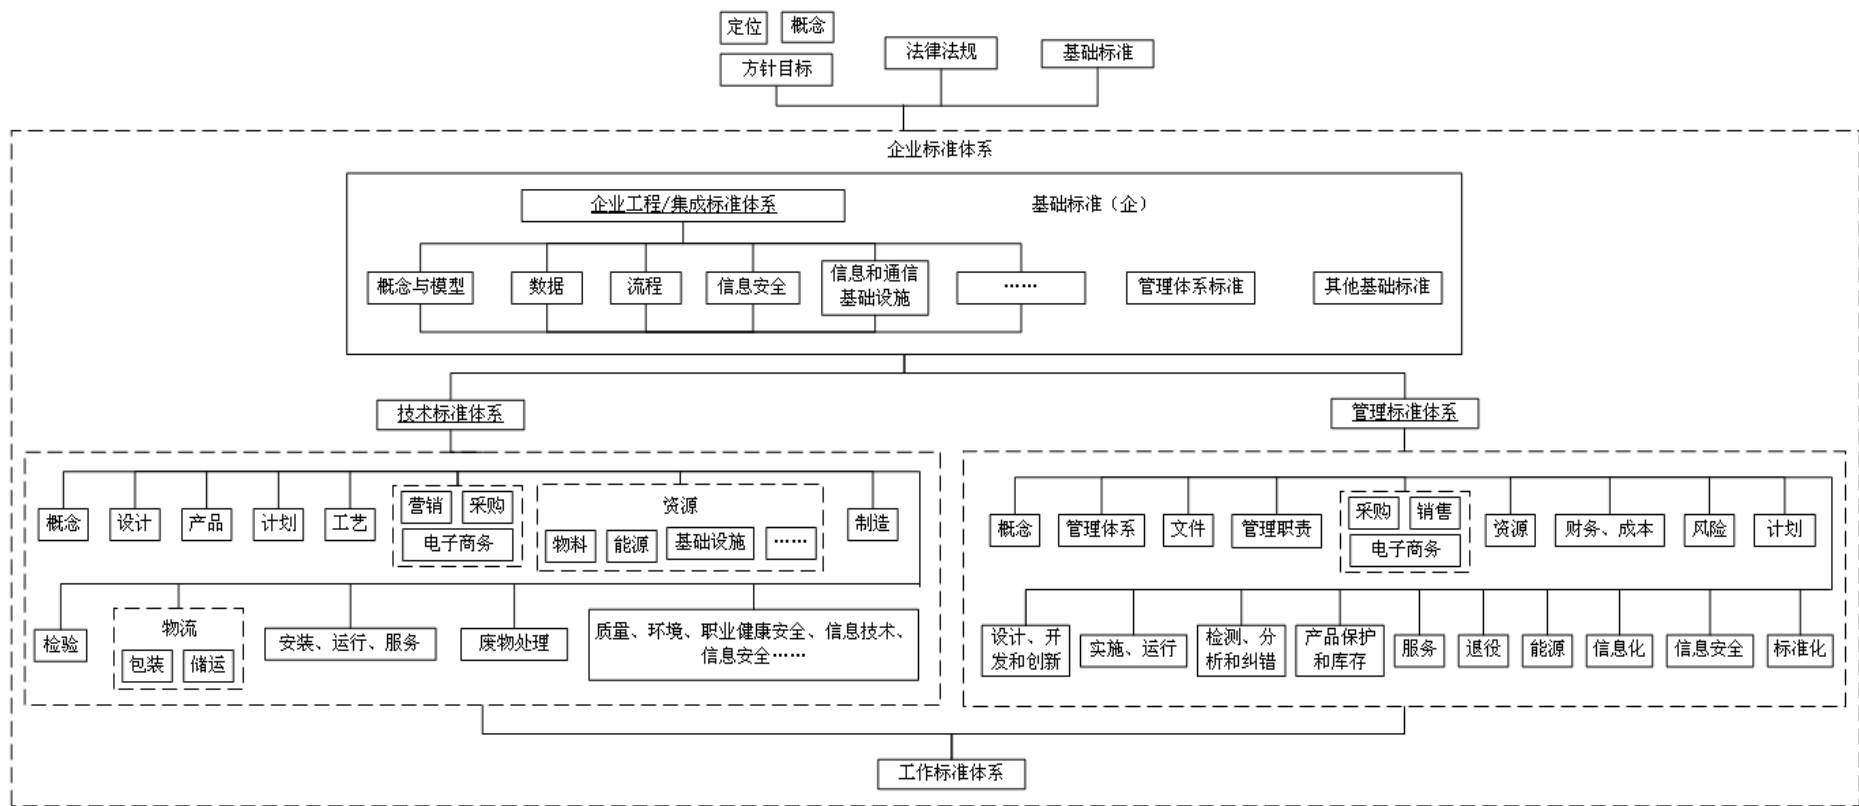 定位
概念
方针目标
法律法规
基础标准
企业标准体系
企业工程/集成标准体系
基础标准（企）
概念与模型
数据
流程
信息安全
信息和通信
基础设施
……
管理体系标准
其他基础标准
技术标准体系
管理标准体系
概念
设计
产品
计划
工艺
营销
采购
电子商务
资源
物料
能源
基础设施
……
制造
检验
物流
包装
储运
安装、运行、服务
废物处理
质量、环境、职业健康安全、信息技术、
信息安全……
概念
管理体系
文件
管理职责
采购
销售
电子商务
资源
财务、成本
风险
计划
设计、开
发和创新
实施、运行
检测、分
析和纠错
产品保护
和库存
服务
退役
能源
信息化
信息安全
标准化
工作标准体系